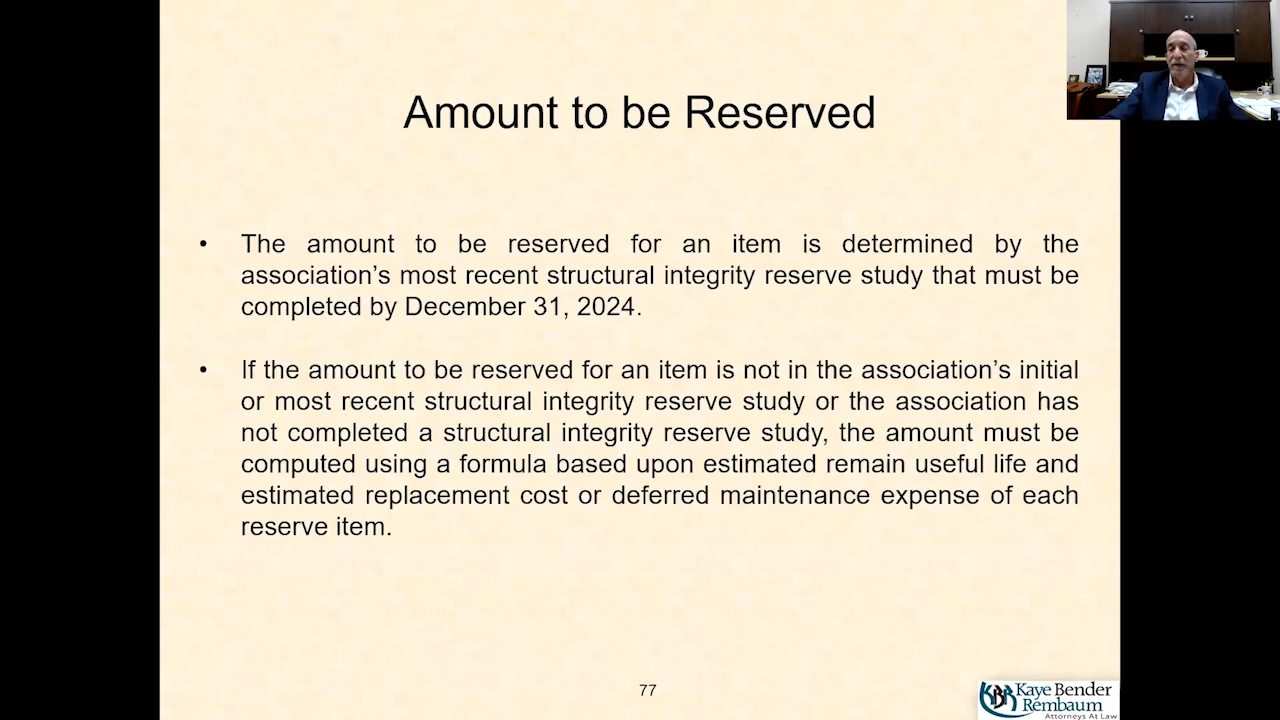 Amount to be Reserved
• The amount to be reserved for an item is determined by the
association’s most recent structural integrity reserve study that must be
completed by December 31, 2024.
• If the amount to be reserved for an item is not in the association’s initial
or most recent structural integrity reserve study or the association has
not completed a structural integrity reserve study, the amount must be
computed using a formula based upon estimated remain useful life and
estimated replacement cost or deferred maintenance expense of each
reserve item.
77
KBR Kaye Bender
Rembaum
Attorneys At Law